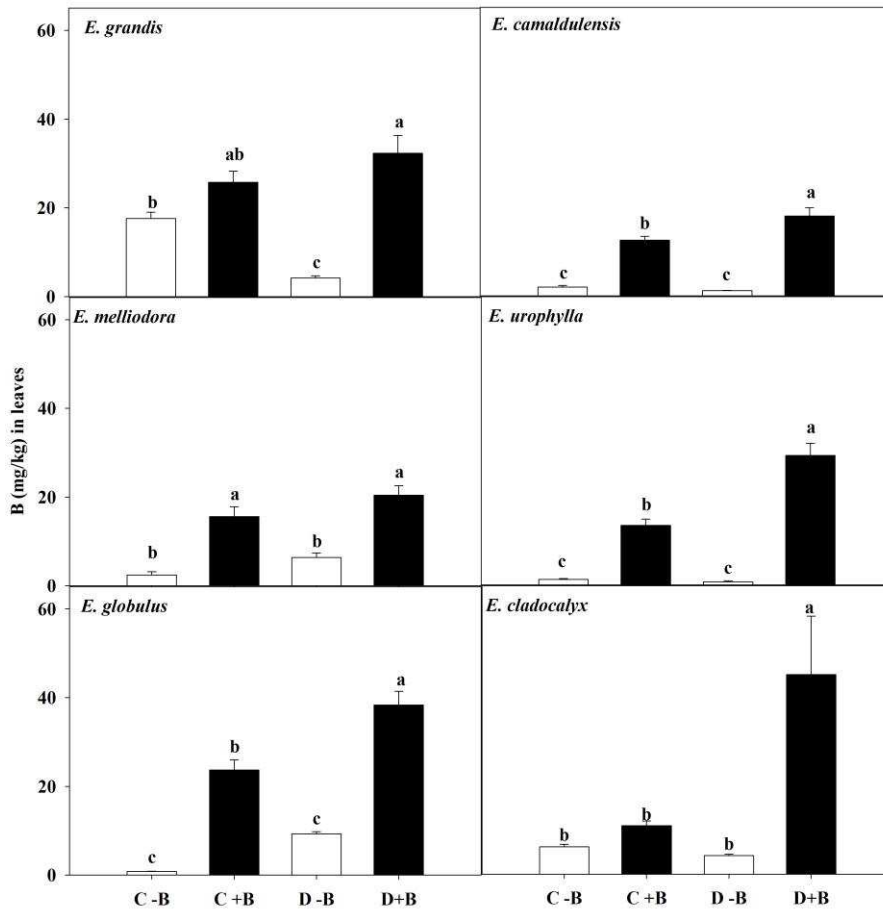 E. grandis
E. camaldulensis
60
40
20
0
b
ab
c
a
c
b
c
a
E. melliodora
E. urophylla
60
40
20
0
b
a
b
a
c
b
c
a
B (mg/kg) in leaves
E. globulus
E. cladocalyx
60
40
20
0
c
b
c
a
b
b
b
a
C -B C +B D -B D+B
C -B C +B D -B D+B